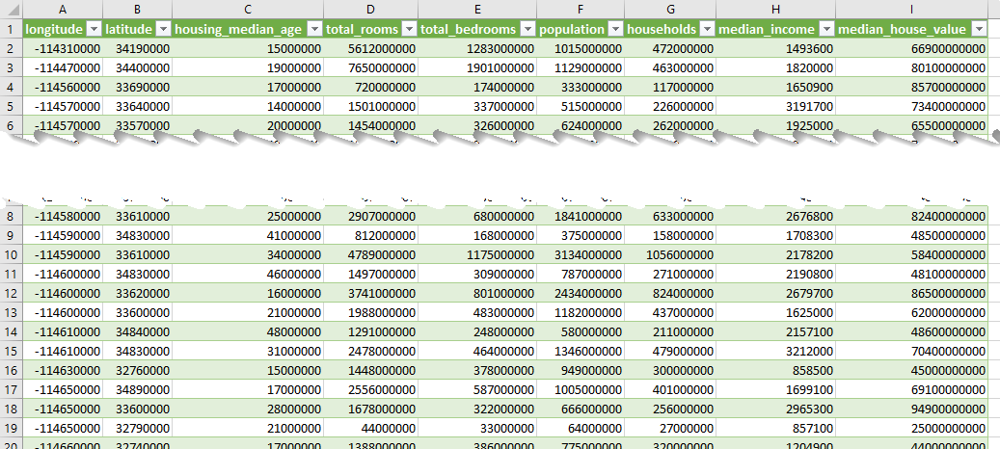 A B C D E F G H I
1 longitude latitude housing_median_age total_rooms total_bedrooms population households median_income median_house_value
2 -114310000 34190000 15000000 5612000000 1283000000 1015000000 472000000 1493600 66900000000
3 -114470000 34400000 19000000 7650000000 1901000000 1129000000 463000000 1820000 80100000000
4 -114560000 33690000 17000000 720000000 174000000 333000000 117000000 1650900 85700000000
5 -114570000 33640000 14000000 1501000000 337000000 515000000 226000000 3191700 73400000000
6 -114570000 33570000 20000000 1454000000 326000000 624000000 262000000 1925000 65500000000
8 -114580000 33610000 25000000 2907000000 680000000 1841000000 633000000 2676800 82400000000
9 -114590000 34830000 41000000 812000000 168000000 375000000 158000000 1708300 48500000000
10 -114590000 33610000 34000000 4789000000 1175000000 3134000000 1056000000 2178200 58400000000
11 -114600000 34830000 46000000 1497000000 309000000 787000000 271000000 2190800 48100000000
12 -114600000 33620000 16000000 3741000000 801000000 2434000000 824000000 2679700 86500000000
13 -114600000 33600000 21000000 1988000000 483000000 1182000000 437000000 1625000 62000000000
14 -114610000 34840000 48000000 1291000000 248000000 580000000 211000000 2157100 48600000000
15 -114610000 34830000 31000000 2478000000 464000000 1346000000 479000000 3212000 70400000000
16 -114630000 32760000 15000000 1448000000 378000000 949000000 300000000 858500 45000000000
17 -114650000 34890000 17000000 2556000000 587000000 1005000000 401000000 1699100 69100000000
18 -114650000 33600000 28000000 1678000000 322000000 666000000 256000000 2965300 94900000000
19 -114650000 32790000 21000000 44000000 33000000 64000000 27000000 857100 25000000000
20 -114660000 32740000 17000000 1388000000 386000000 775000000 320000000 1204900 44000000000